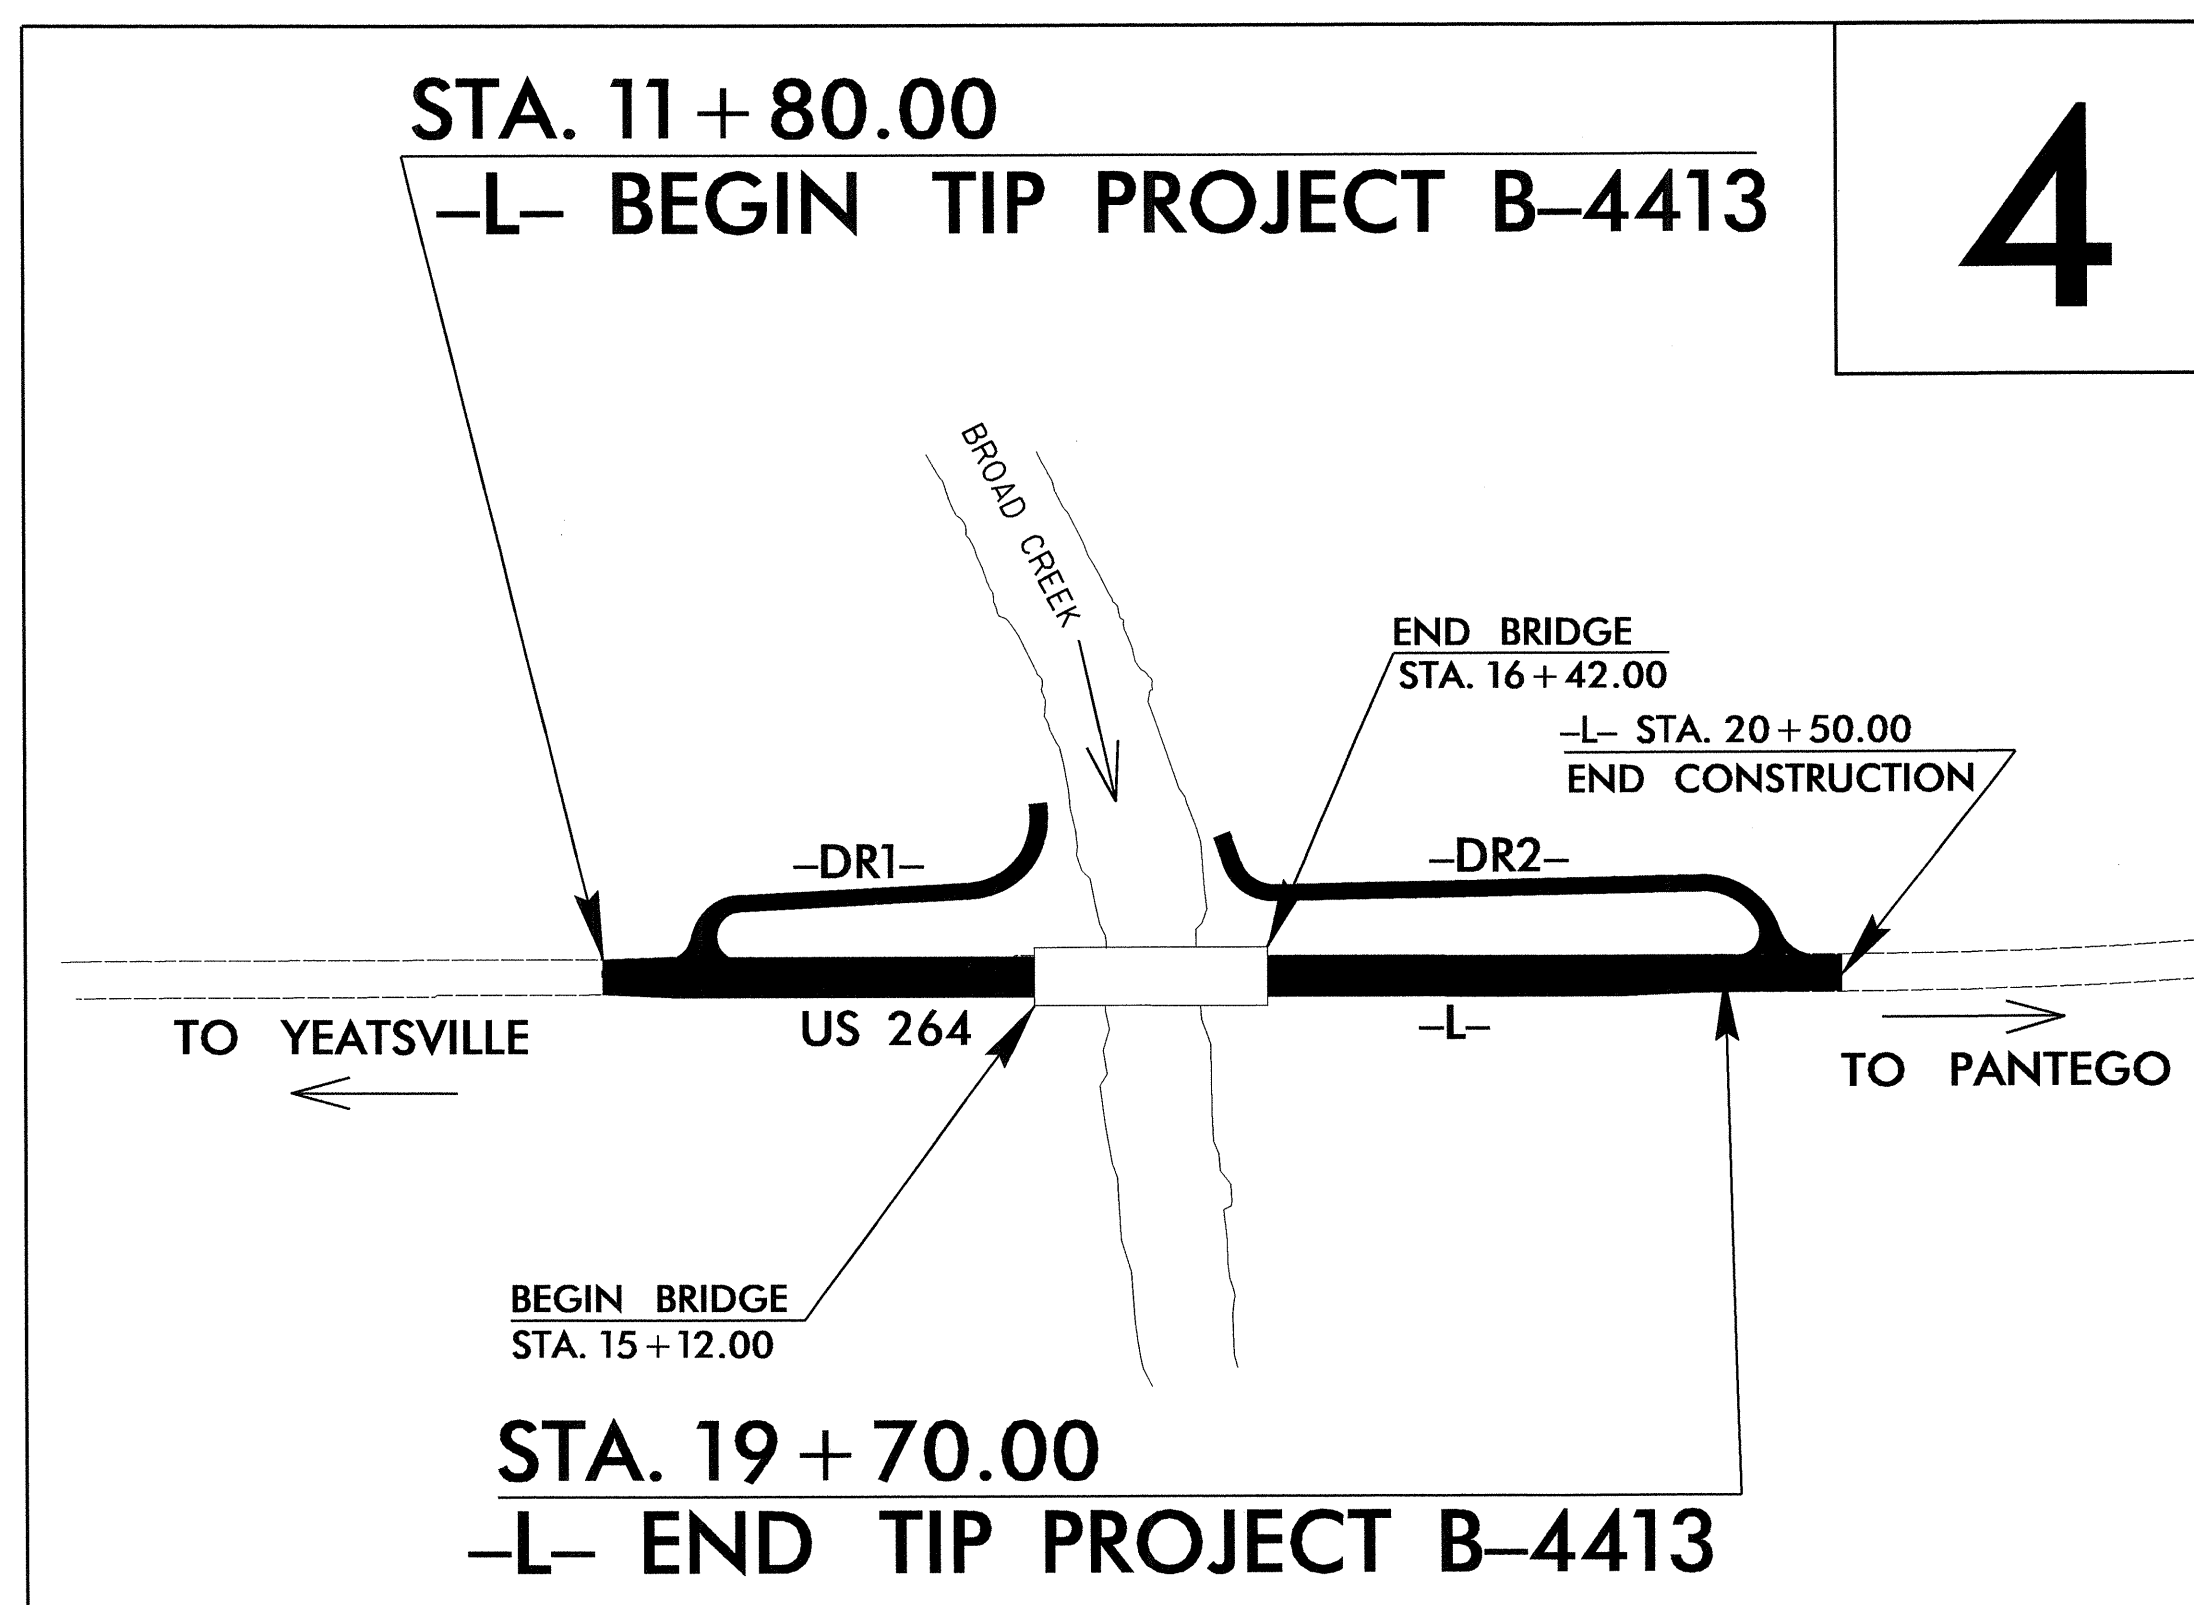 STA. 11+80.00
–L– BEGIN TIP PROJECT B–4413
4
BROAD CREEK
END BRIDGE
STA. 16+42.00
–L– STA. 20+50.00
END CONSTRUCTION
–DR1–
–DR2–
TO YEATSVILLE
US 264
–L–
TO PANTEGO
BEGIN BRIDGE
STA. 15+12.00
STA. 19+70.00
–L– END TIP PROJECT B–4413